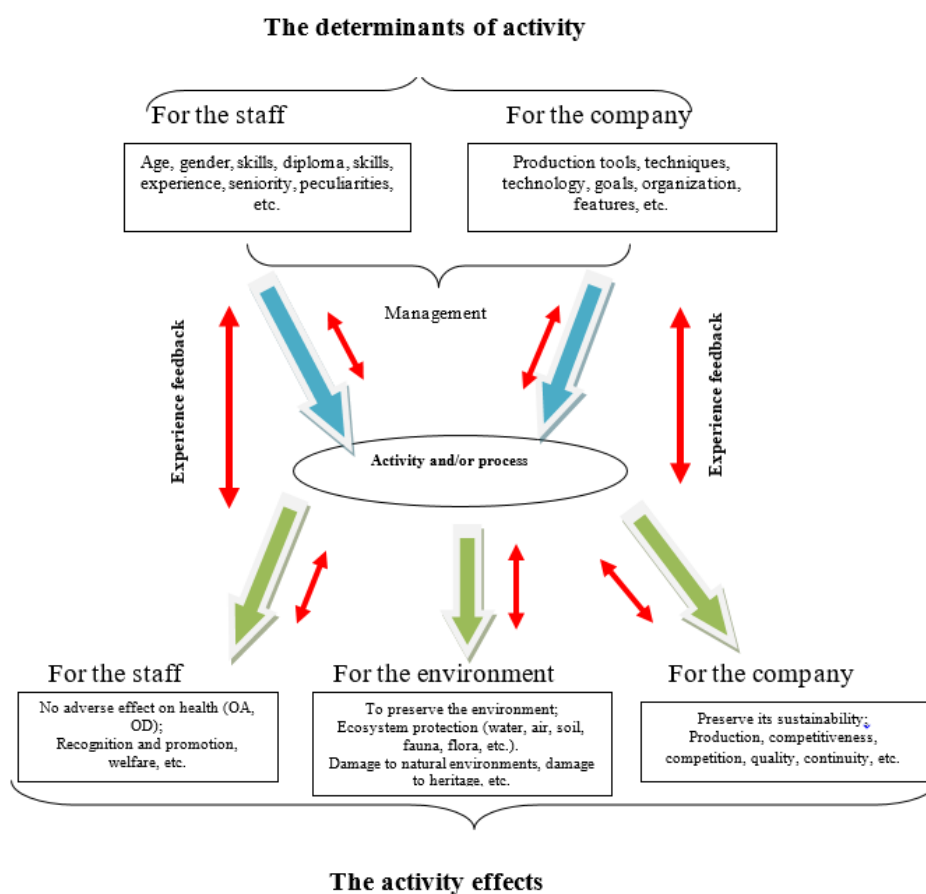 The determinants of activity
For the staff
For the company
Age, gender, skills, diploma, skills,
experience, seniority, peculiarities,
etc.
Production tools, techniques,
technology, goals, organization,
features, etc.
Management
Experience feedback
Experience feedback
Activity and/or process
For the staff
For the environment
For the company
No adverse effect on health (OA,
OD);
Recognition and promotion,
welfare, etc.
To preserve the environment;
Ecosystem protection (water, air, soil,
fauna, flora, etc.).
Damage to natural environments, damage
to heritage, etc.
Preserve its sustainability;
Production, competitiveness,
competition, quality, continuity, etc.
The activity effects